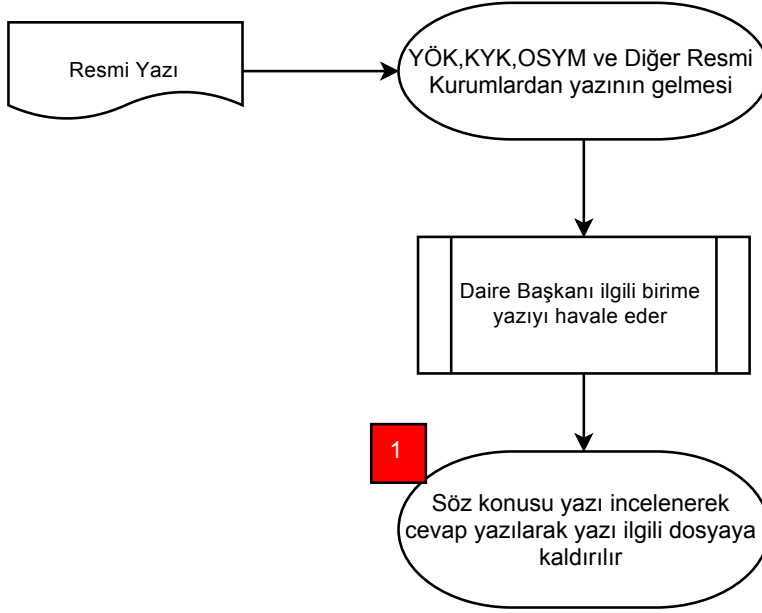 Resmi Yazı
YÖK,KYK,OSYM ve Diğer Resmi
Kurumlardan yazının gelmesi
Daire Başkanı ilgili birime
yazıyı havale eder
1
Söz konusu yazı incelenerek
cevap yazılarak yazı ilgili dosyaya
kaldırılır